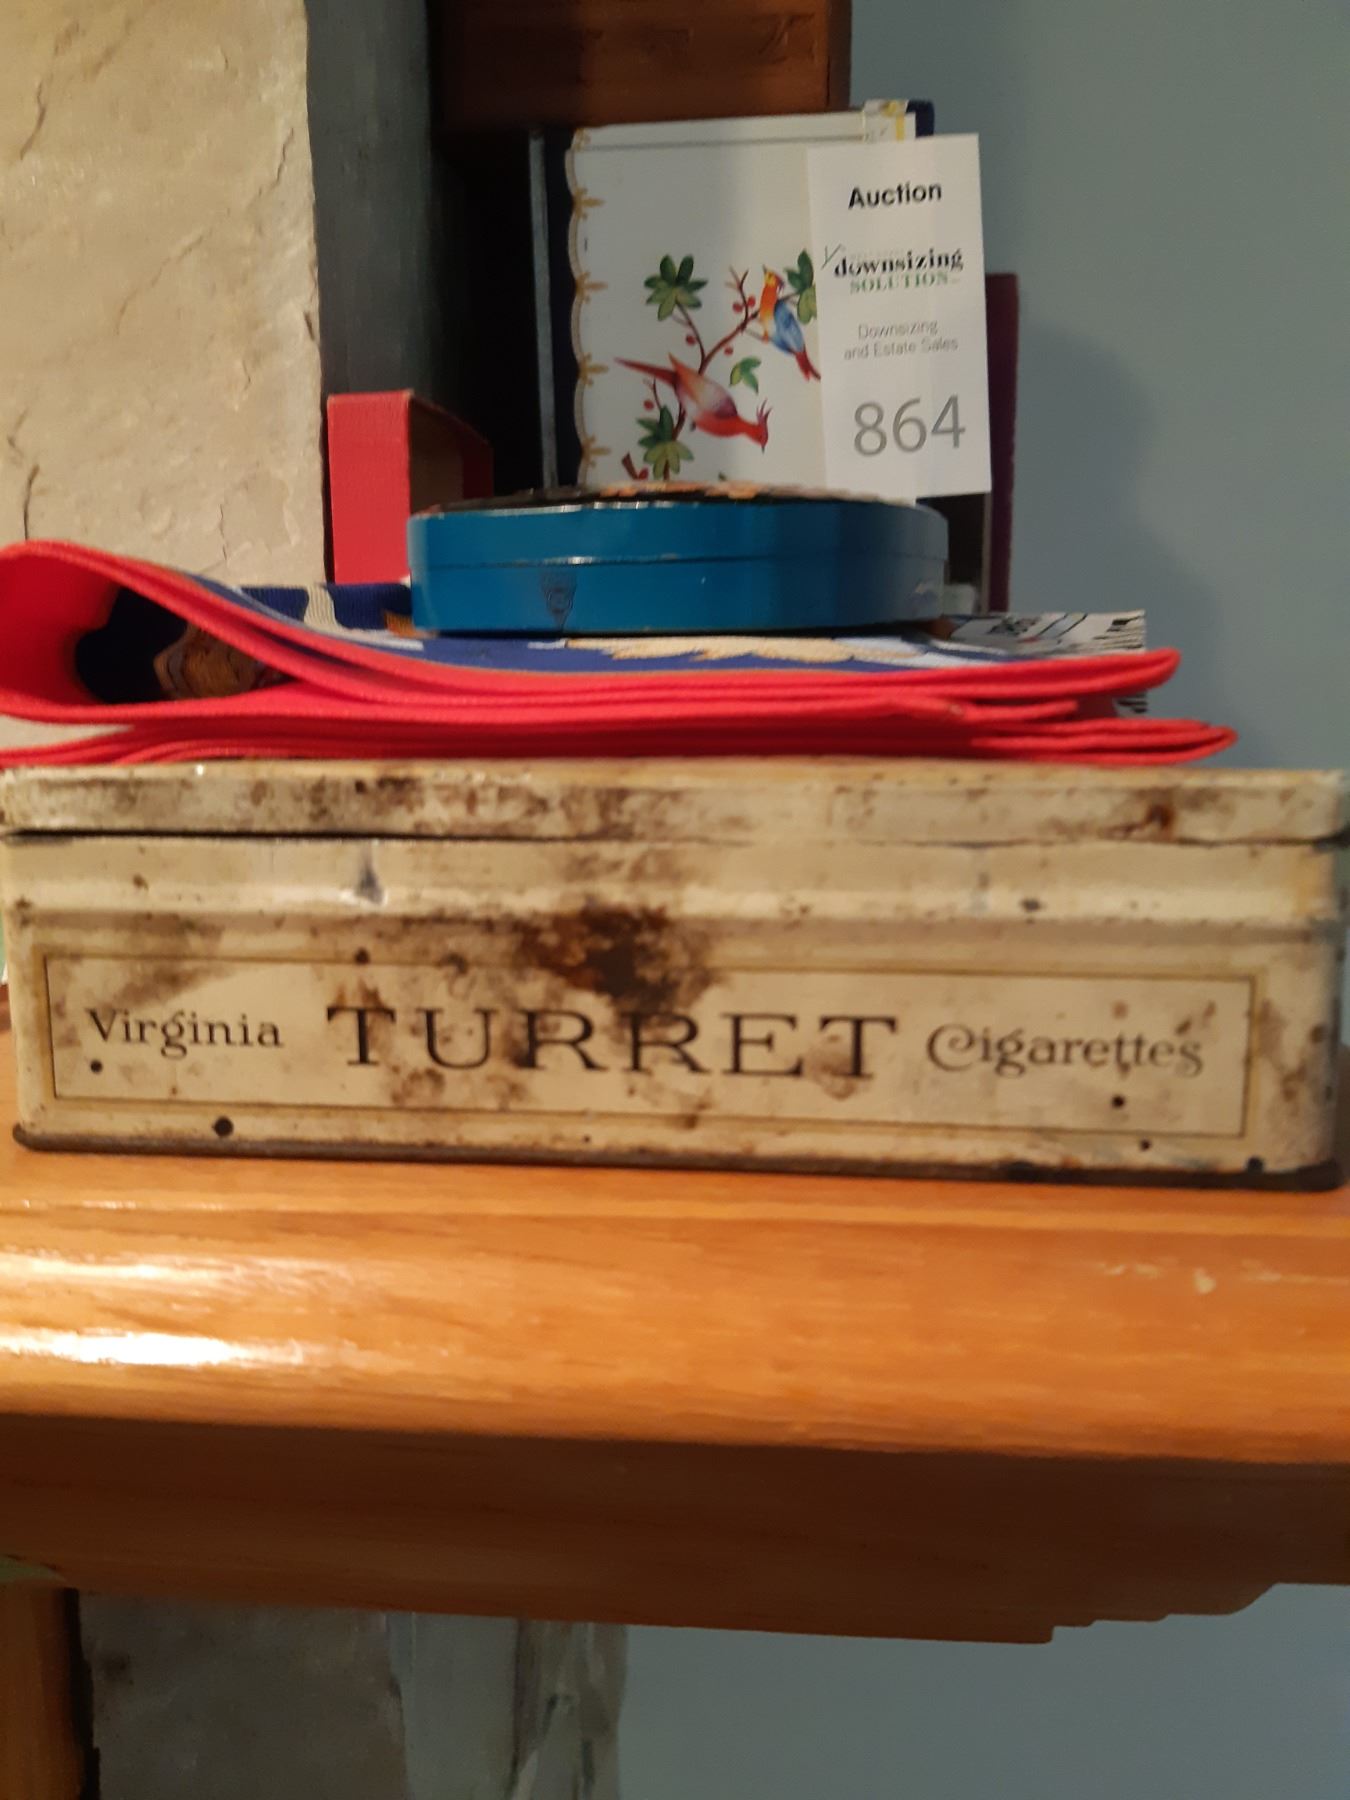 Auction
downsizing
SOLUTION
Downsizing
and Estate Sales
864
Virginia TURRET Cigarettes